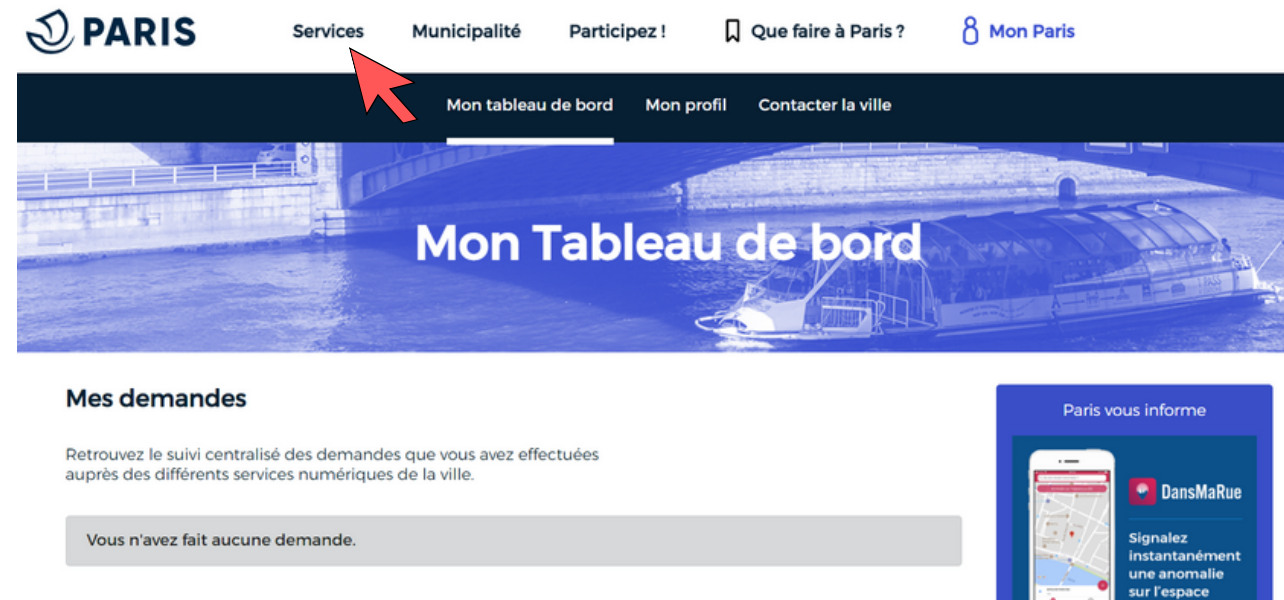 PARIS
Services
Municipalité
Participez !
Que faire à Paris ?
Mon Paris
Mon tableau de bord
Mon profil
Contacter la ville
Mon Tableau de bord
Mes demandes
Retrouvez le suivi centralisé des demandes que vous avez effectuées
auprès des différents services numériques de la ville.
Vous n'avez fait aucune demande.
Paris vous informe
DansMaRue
Signalez
instantanément
une anomalie
sur l'espace